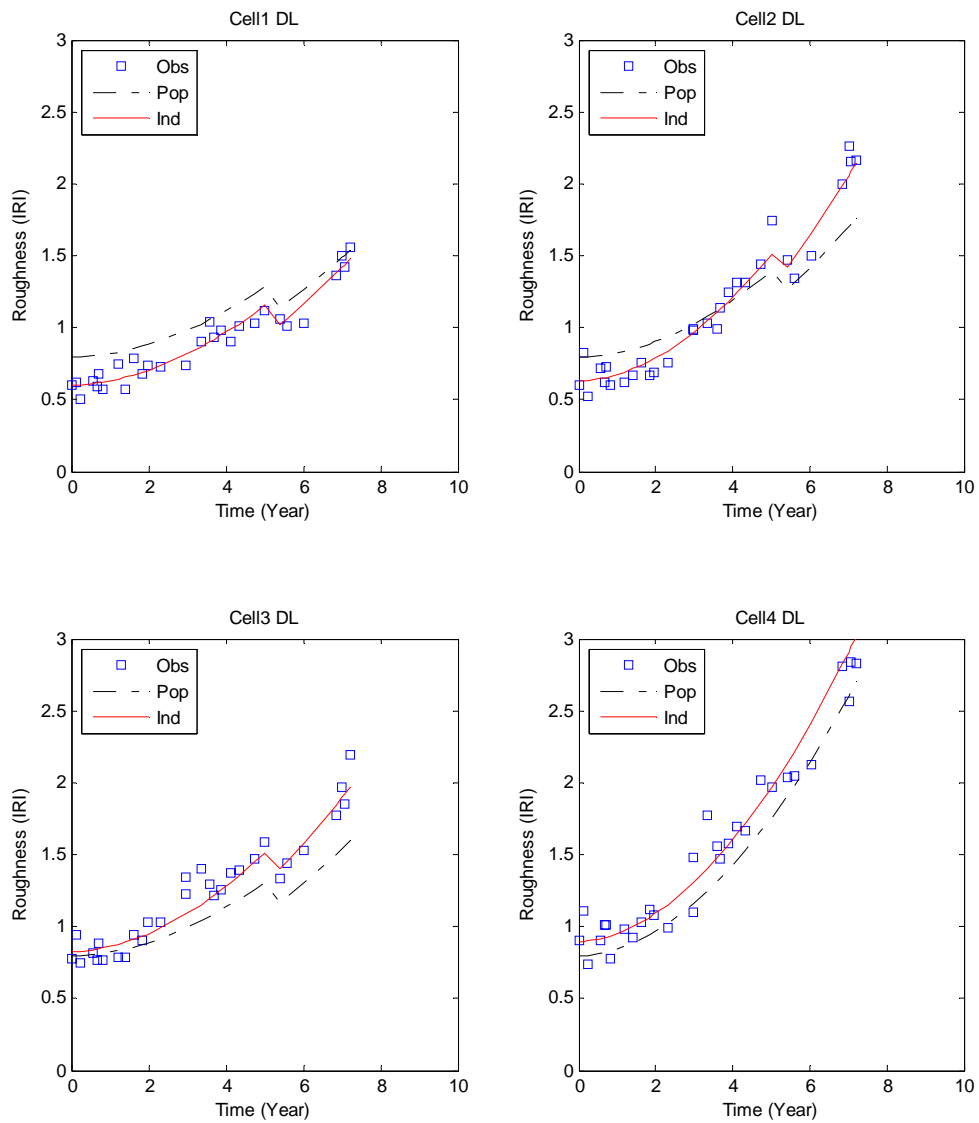 Cell1 DL
3
2.5
2
1.5
1
0.5
0
0 2 4 6 8 10
Roughness (IRI)
Time (Year)
Obs
Pop
Ind
Cell2 DL
3
2.5
2
1.5
1
0.5
0
0 2 4 6 8 10
Roughness (IRI)
Time (Year)
Obs
Pop
Ind
Cell3 DL
3
2.5
2
1.5
1
0.5
0
0 2 4 6 8 10
Roughness (IRI)
Time (Year)
Obs
Pop
Ind
Cell4 DL
3
2.5
2
1.5
1
0.5
0
0 2 4 6 8 10
Roughness (IRI)
Time (Year)
Obs
Pop
Ind